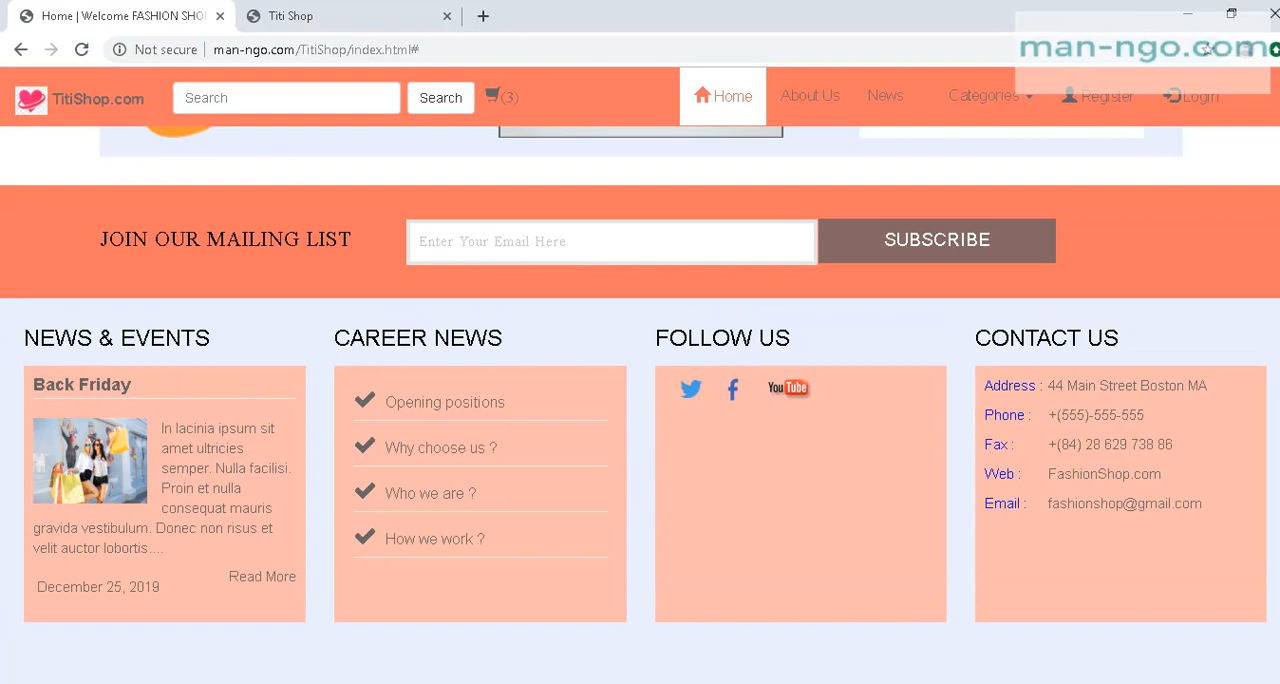 Home | Welcome FASHION SHO
Titi Shop
Not secure | man-ngo.com/TitiShop/index.html#
man-ngo.com
TitiShop.com
Search
Search
(3)
Home
About Us
News
Categories
Register
Login
JOIN OUR MAILING LIST
Enter Your Email Here
SUBSCRIBE
NEWS & EVENTS
Back Friday
In lacinia ipsum sit
amet ultricies
semper. Nulla facilisi.
Proin et nulla
consequat mauris
gravida vestibulum. Donec non risus et
velit auctor lobortis....
Read More
December 25, 2019
CAREER NEWS
Opening positions
Why choose us ?
Who we are ?
How we work ?
FOLLOW US
You Tube
CONTACT US
Address : 44 Main Street Boston MA
Phone : +(555)-555-555
Fax : +(84) 28 629 738 86
Web : FashionShop.com
Email : fashionshop@gmail.com